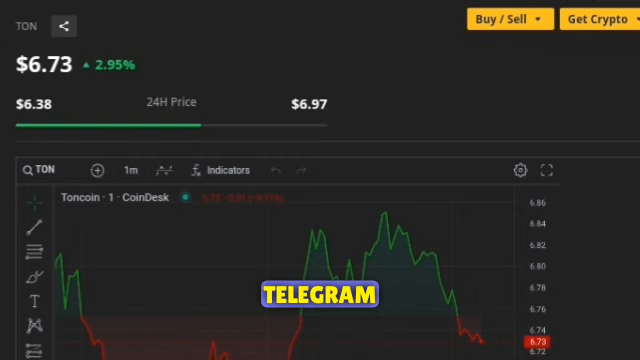 TON
Buy / Sell
Get Crypto
$6.73 2.95%
$6.38 24H Price $6.97
TON 1m Indicators
Toncoin · 1 · CoinDesk
6.86
6.84
6.82
6.80
6.78
6.76
6.74
6.73
6.72
TELEGRAM